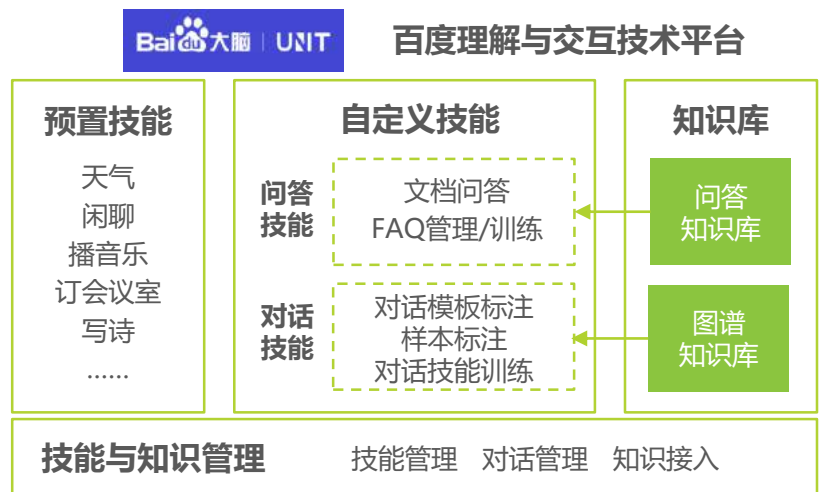 Bai du 大脑 | UNIT
百度理解与交互技术平台
预置技能
天气
闲聊
播音乐
订会议室
写诗
......
自定义技能
问答
技能
文档问答
FAQ管理/训练
对话
技能
对话模板标注
样本标注
对话技能训练
知识库
问答
知识库
图谱
知识库
技能与知识管理
技能管理 对话管理 知识接入